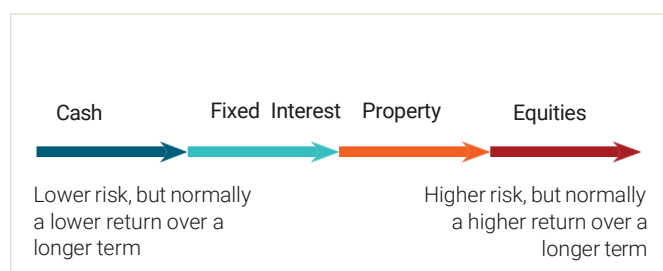 Cash Fixed Interest Property Equities
Lower risk, but normally
a lower return over a
longer term
Higher risk, but normally
a higher return over a
longer term